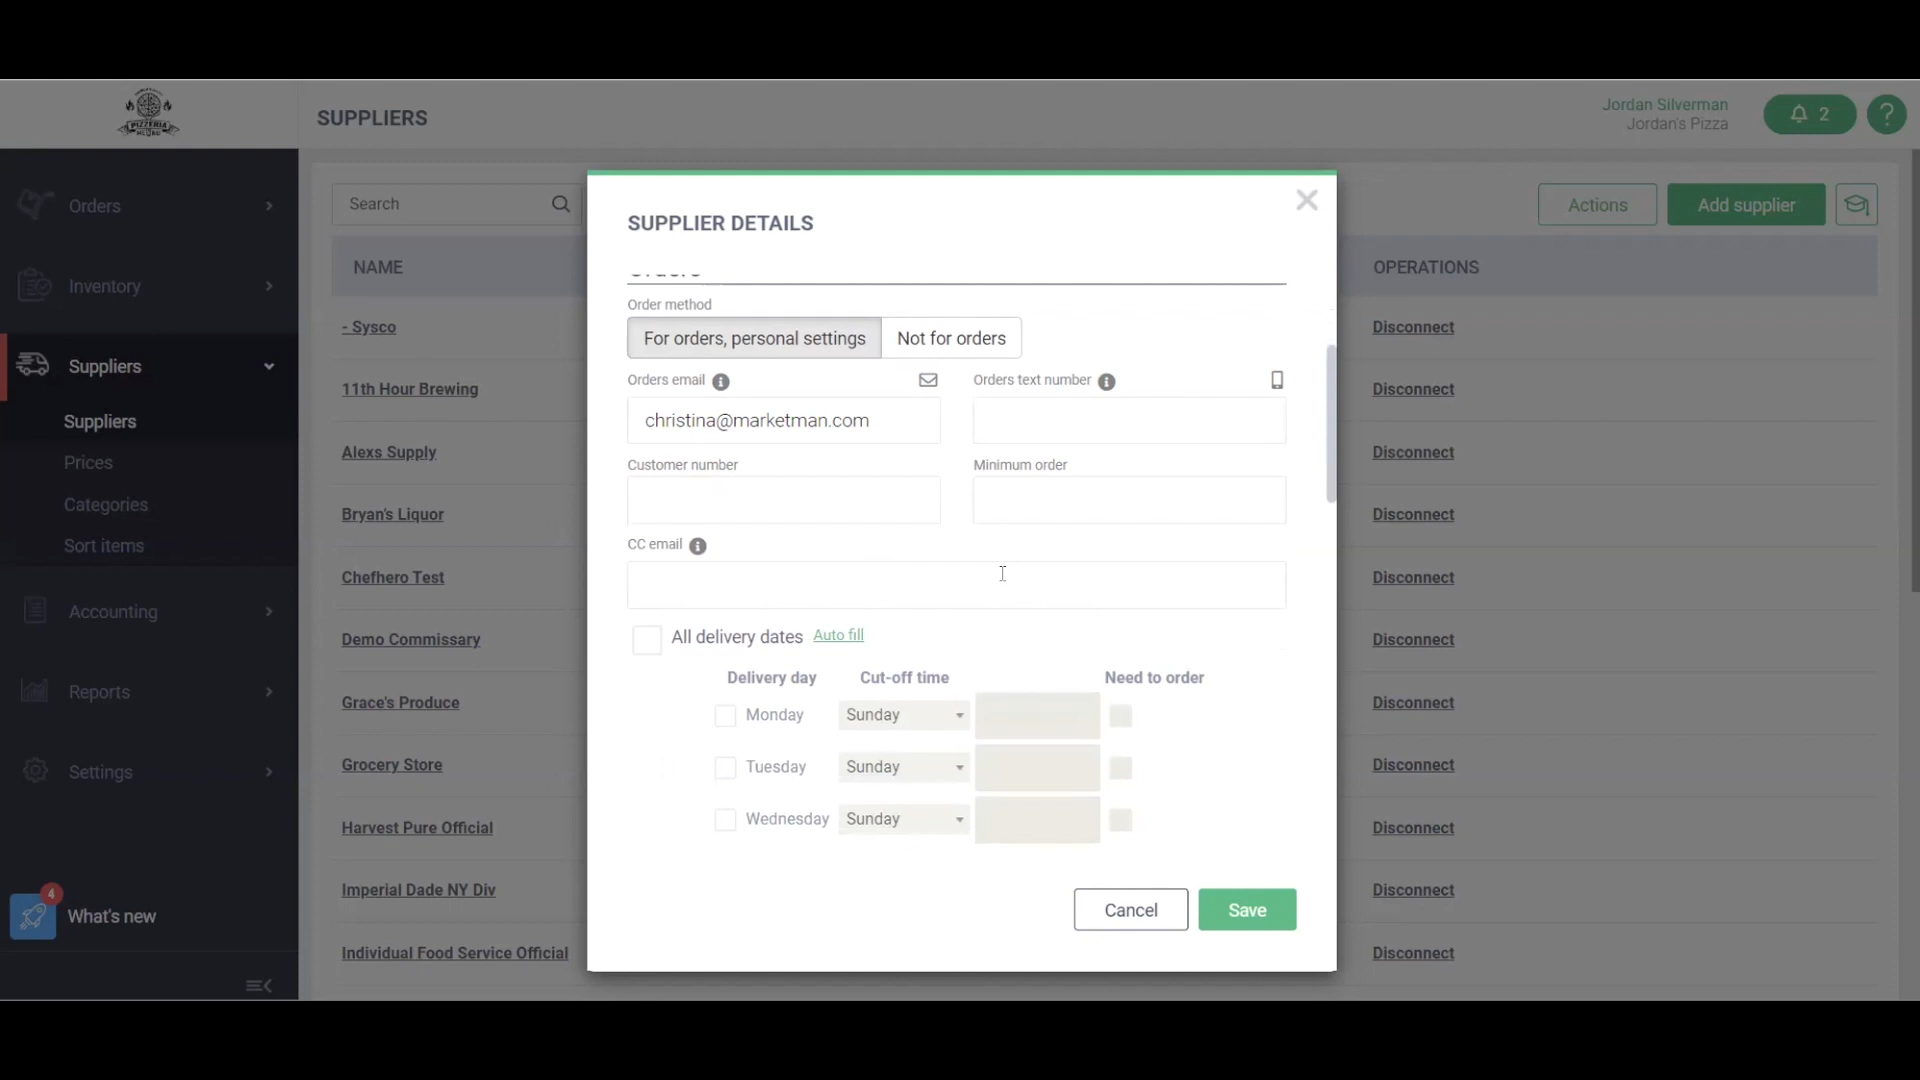 PIZZERIA
SUPPLIERS
Jordan Silverman
Jordan's Pizza
2
?
Orders
Inventory
Suppliers
Suppliers
Prices
Categories
Sort items
Accounting
Reports
Settings
4
What's new
Search
Actions
Add supplier
NAME
OPERATIONS
- Sysco
Disconnect
11th Hour Brewing
Disconnect
Alexs Supply
Disconnect
Bryan's Liquor
Disconnect
Chefhero Test
Disconnect
Demo Commissary
Disconnect
Grace's Produce
Disconnect
Grocery Store
Disconnect
Harvest Pure Official
Disconnect
Imperial Dade NY Div
Disconnect
Individual Food Service Official
Disconnect
SUPPLIER DETAILS
Orders
Order method
For orders, personal settings
Not for orders
Orders email
Orders text number
christina@marketman.com
Customer number
Minimum order
CC email
All delivery dates Auto fill
Delivery day Cut-off time Need to order
Monday Sunday
Tuesday Sunday
Wednesday Sunday
Cancel
Save